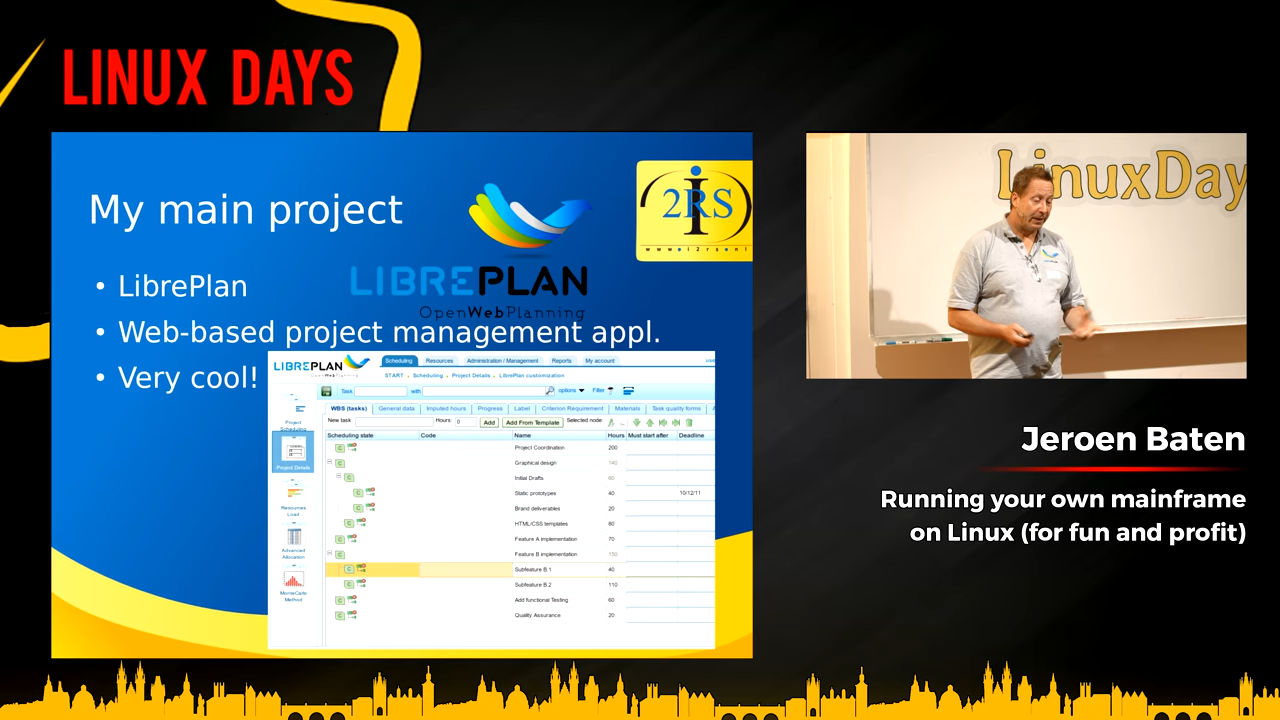 LINUX DAYS
My main project
i
2RS
www.i2rs.nl
LIBREPLAN
OpenWebPlanning
• LibrePlan
• Web-based project management appl.
• Very cool!
LIBREPLAN
OpenWebPlanning
Scheduling Resources Administration / Management Reports My account
START Scheduling Project Details LibrePlan customization
Task with options Filter
WBS (tasks) General data Imputed hours Progress Label Criterion Requirement Materials Task quality forms
New task Hours: 0 Add Add From Template Selected node:
Scheduling state Code Name Hours Must start after Deadline
Project Scheduling
Project Details
Resources Load
Advanced Allocation
MonteCarlo Method
Project Coordination 200
Graphical design 140
Initial Drafts 60
Static prototypes 40 10/12/11
Brand deliverables 20
HTML/CSS templates 80
Feature A implementation 70
Feature B implementation 150
Subfeature B.1 40
Subfeature B.2 110
Add functional Testing 60
Quality Assurance 20
LinuxDay
Jeroen Baten
Running your own mainframe
on Linux (for fun and profit)